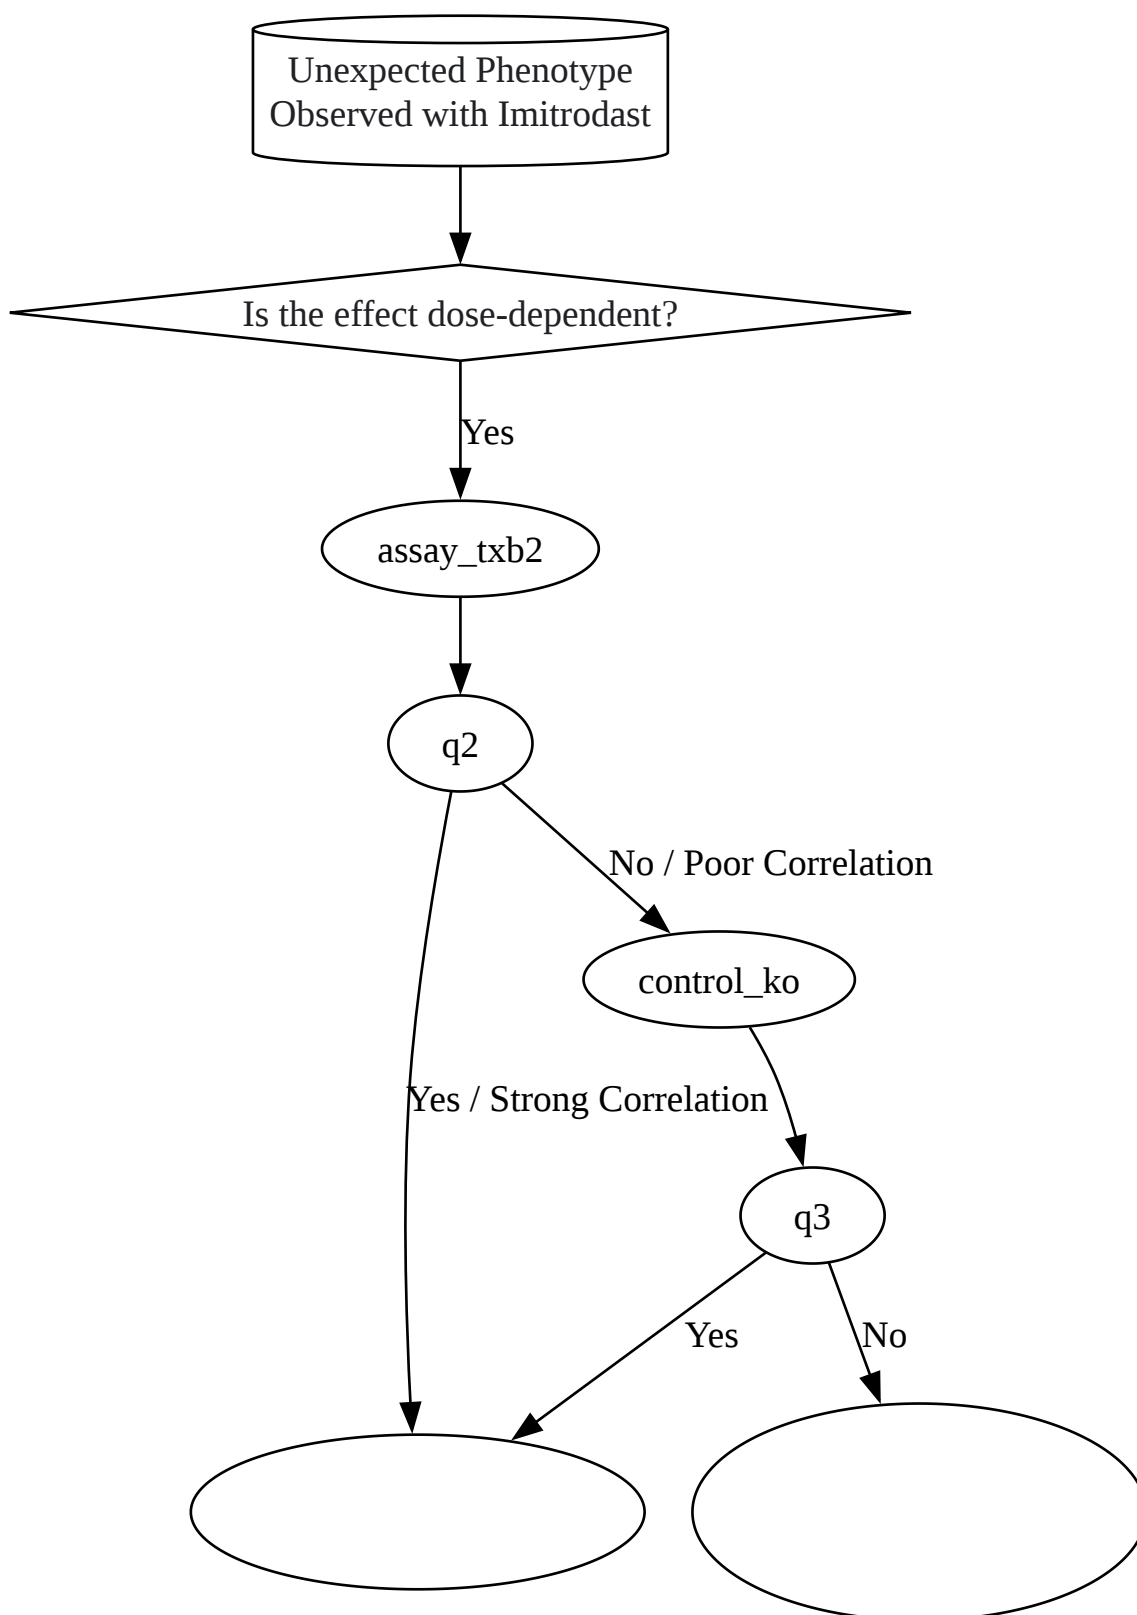 Unexpected Phenotype
Observed with Imitrodast
Is the effect dose-dependent?
Yes
assay_txb2
q2
No / Poor Correlation
control_ko
Yes / Strong Correlation
q3
Yes
No